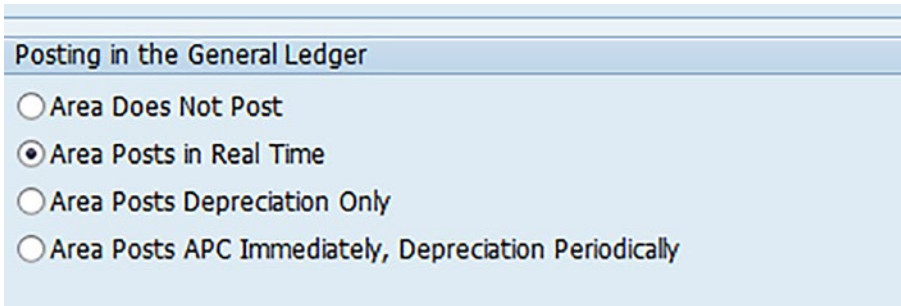 Posting in the General Ledger
Area Does Not Post
Area Posts in Real Time
Area Posts Depreciation Only
Area Posts APC Immediately, Depreciation Periodically